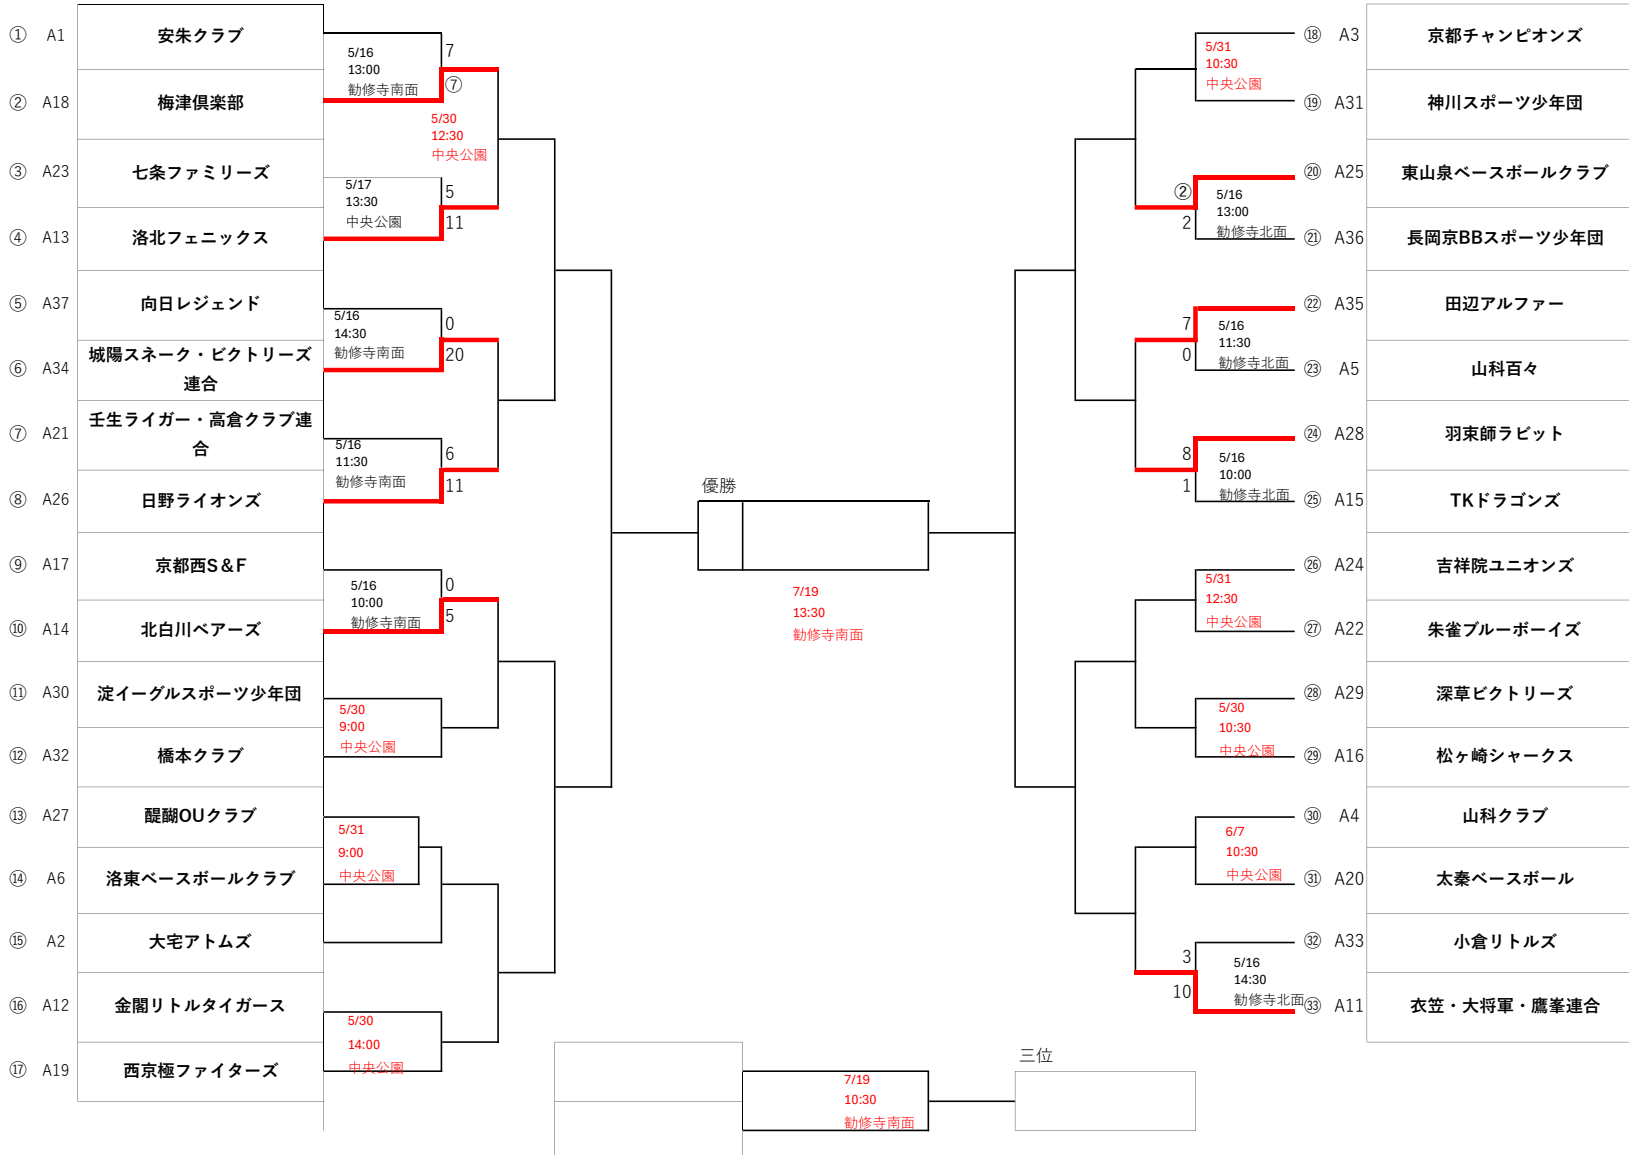 ① A1 安朱クラブ
5/16
13:00
勧修寺南面
7
⑦
② A18 梅津倶楽部
5/30
12:30
中央公園
③ A23 七条ファミリーズ
5/17
13:30
中央公園
5
11
④ A13 洛北フェニックス
⑤ A37 向日レジェンド
5/16
14:30
勧修寺南面
0
20
⑥ A34 城陽スネーク・ビクトリーズ
連合
⑦ A21 壬生ライガー・高倉クラブ連
合
5/16
11:30
勧修寺南面
6
11
⑧ A26 日野ライオンズ
⑨ A17 京都西S&F
5/16
10:00
勧修寺南面
0
5
⑩ A14 北白川ベアーズ
⑪ A30 淀イーグルスポーツ少年団
5/30
9:00
中央公園
⑫ A32 橋本クラブ
⑬ A27 醍醐OUクラブ
5/31
9:00
中央公園
⑭ A6 洛東ベースボールクラブ
⑮ A2 大宅アトムズ
⑯ A12 金閣リトルタイガース
5/30
14:00
中央公園
⑰ A19 西京極ファイターズ
優勝
7/19
13:30
勧修寺南面
三位
7/19
10:30
勧修寺南面
⑱ A3 京都チャンピオンズ
5/31
10:30
中央公園
⑲ A31 神川スポーツ少年団
⑳ A25 東山泉ベースボールクラブ
②
2
5/16
13:00
勧修寺北面
㉑ A36 長岡京BBスポーツ少年団
㉒ A35 田辺アルファー
7
0
5/16
11:30
勧修寺北面
㉓ A5 山科百々
㉔ A28 羽束師ラビット
8
1
5/16
10:00
勧修寺北面
㉕ A15 TKドラゴンズ
㉖ A24 吉祥院ユニオンズ
5/31
12:30
中央公園
㉗ A22 朱雀ブルーボーイズ
㉘ A29 深草ビクトリーズ
5/30
10:30
中央公園
㉙ A16 松ヶ崎シャークス
㉚ A4 山科クラブ
6/7
10:30
中央公園
㉛ A20 太秦ベースボール
㉜ A33 小倉リトルズ
3
10
5/16
14:30
勧修寺北面
㉝ A11 衣笠・大将軍・鷹峯連合